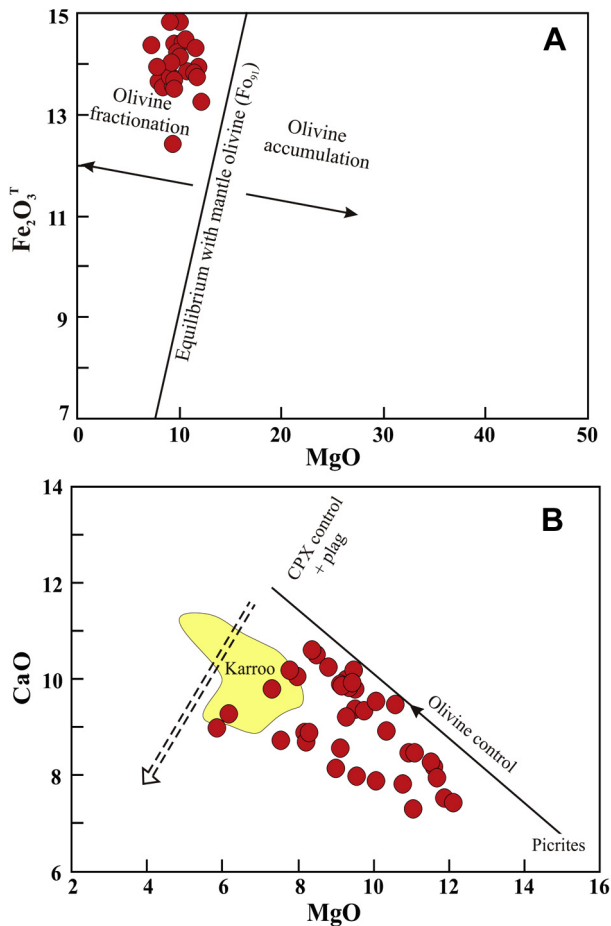 A
15
13
11
9
7
Fe₂O₃ᵀ
Olivine
fractionation
Equilibrium with mantle olivine (Fo₉₁)
Olivine
accumulation
0
10
20
30
40
50
MgO
B
14
12
10
8
6
CaO
CPX control
+ plag
Karroo
Olivine control
Picrites
2
4
6
8
10
12
14
16
MgO